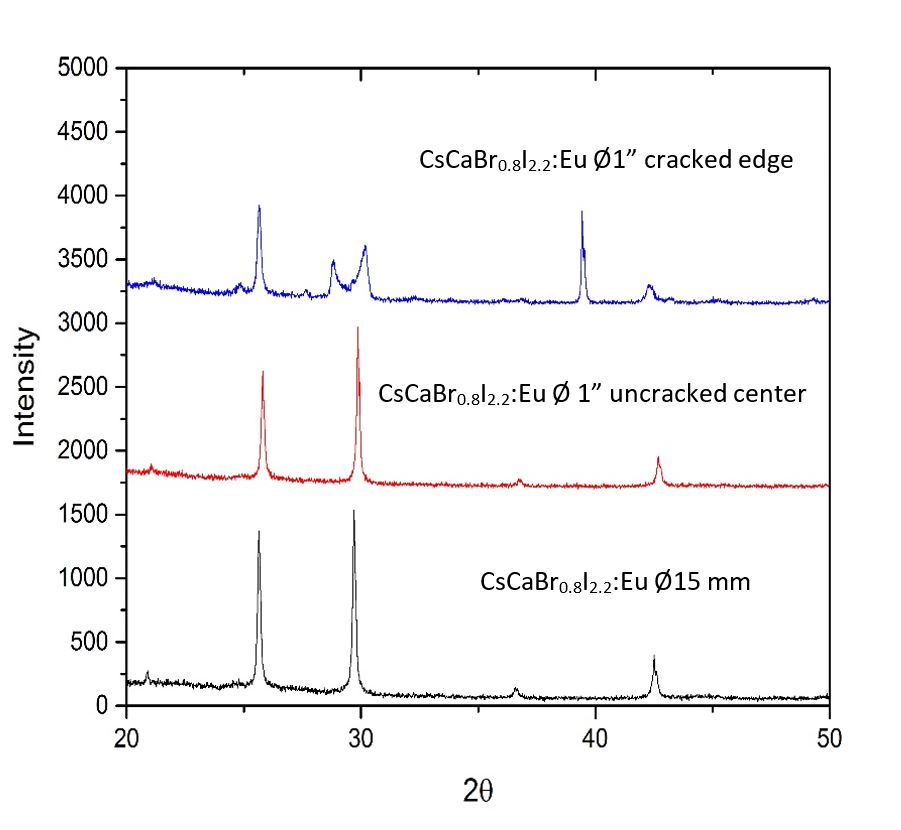 5000
4500
4000
3500
3000
2500
2000
1500
1000
500
0
Intensity
CsCaBr₀.₈I₂.₂:Eu Ø1” cracked edge
CsCaBr₀.₈I₂.₂:Eu Ø 1” uncracked center
CsCaBr₀.₈I₂.₂:Eu Ø15 mm
20 30 40 50
2θ